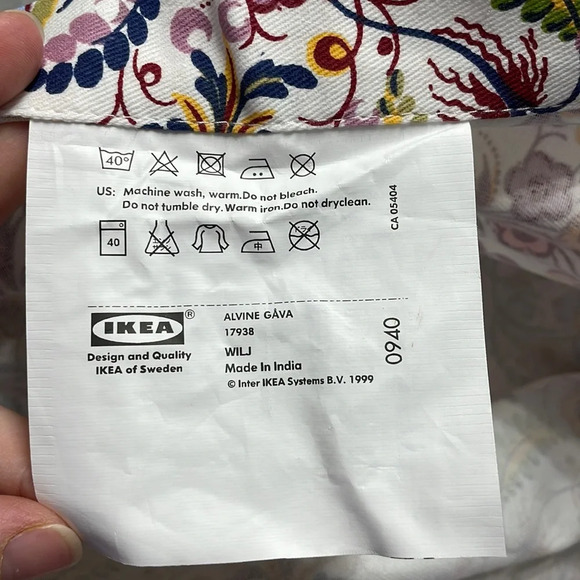 40°
US: Machine wash, warm.Do not bleach.
Do not tumble dry.Warm iron.Do not dryclean.
CA 05404
40
中
IKEA®
Design and Quality
IKEA of Sweden
ALVINE GÅVA
17938
WILJ
Made in India
© Inter IKEA Systems B.V. 1999
0940